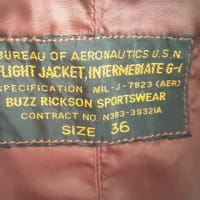 BUREAU OF AERONAUTICS U.S.N.
FLIGHT JACKET, INTERMEDIATE G-1
SPECIFICATION MIL-J-7823 (AER)
BUZZ RICKSON SPORTSWEAR
CONTRACT NO. N383-39321A
SIZE 36